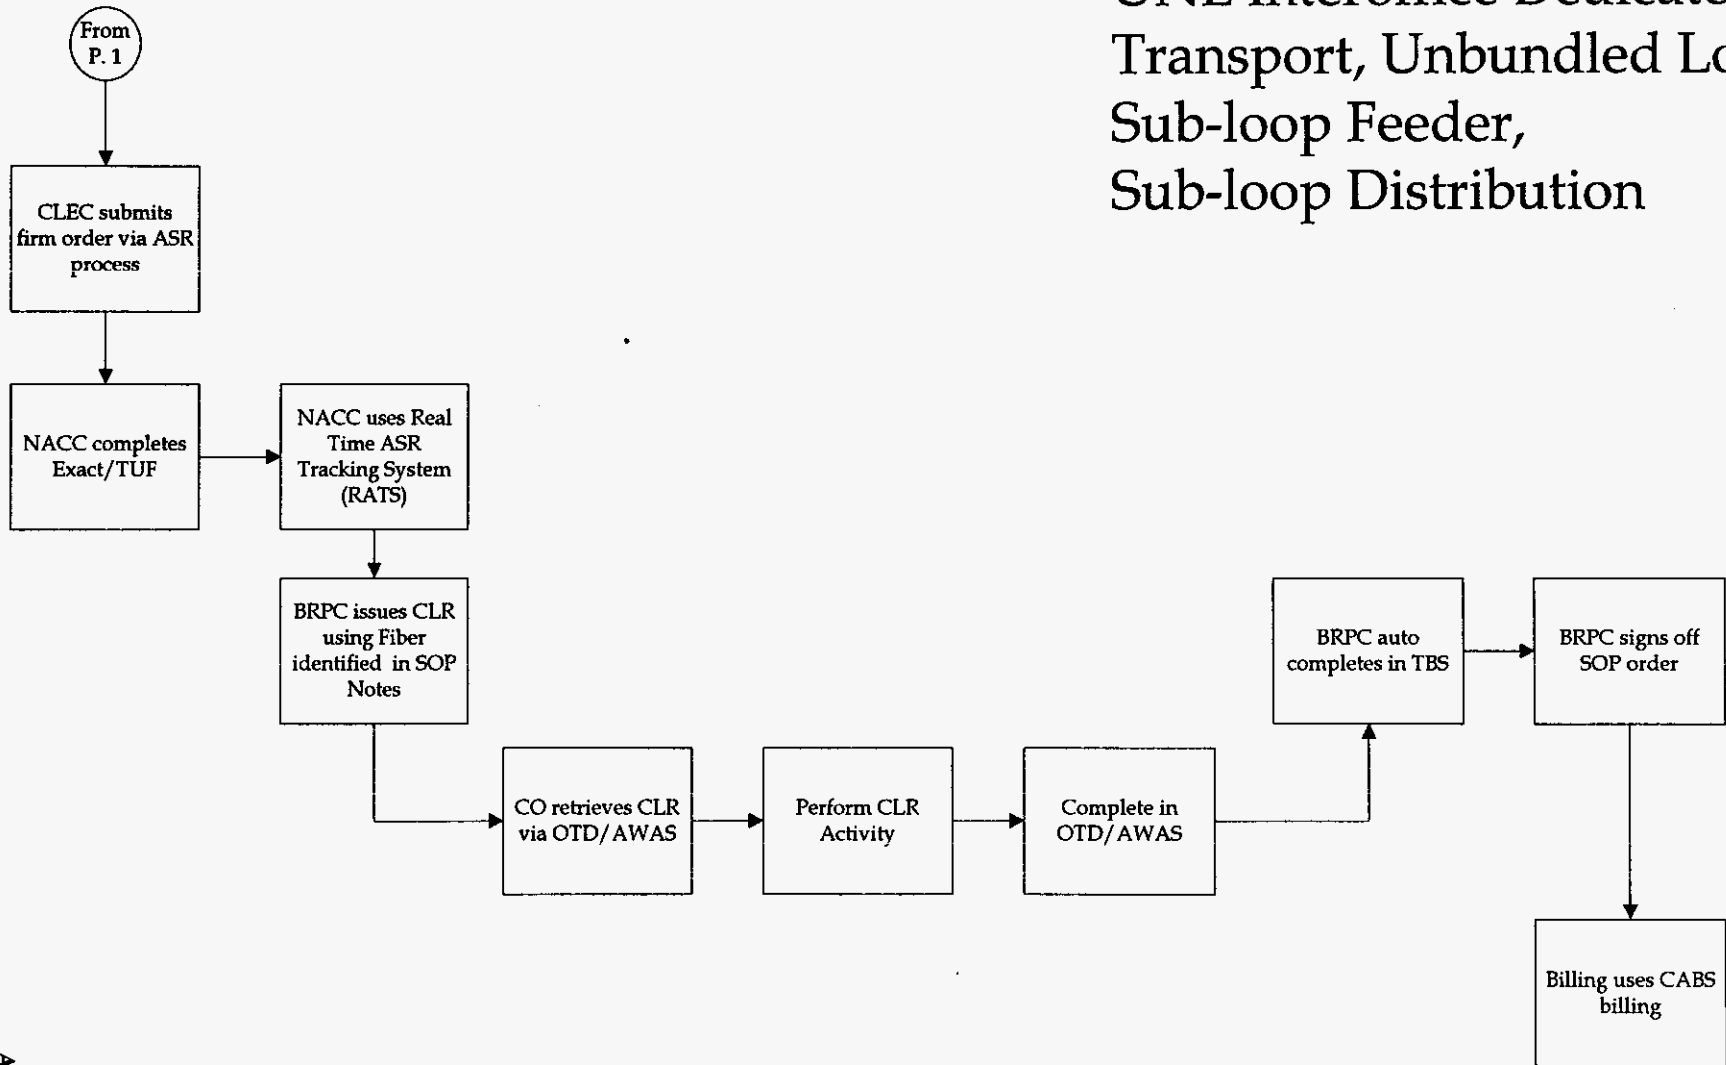 Transport, Unbundled
Sub-loop Feeder,
Sub-loop Distribution
From
P. 1
CLEC submits
firm order via ASR
process
NACC completes
Exact/TUF
NACC uses Real
Time ASR
Tracking System
(RATS)
BRPC issues CLR
using Fiber
identified in SOP
Notes
CO retrieves CLR
via OTD/AWAS
Perform CLR
Activity
Complete in
OTD/AWAS
BRPC auto
completes in TBS
BRPC signs off
SOP order
Billing uses CABS
billing